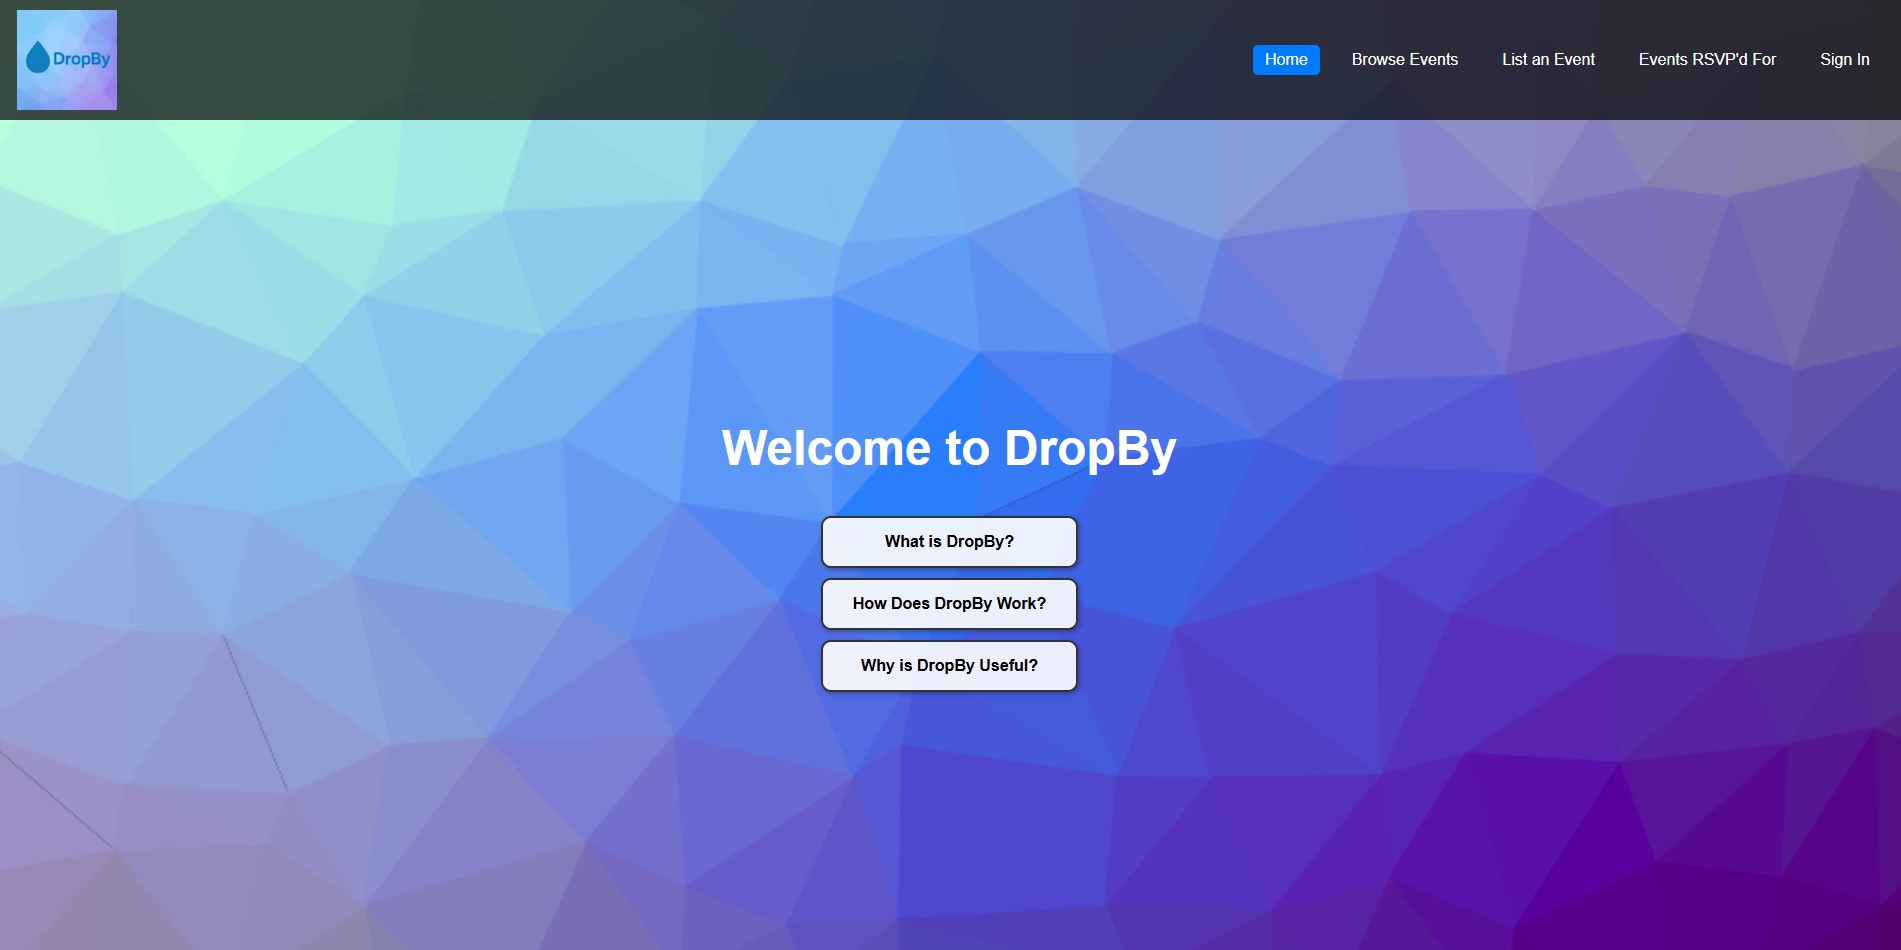 DropBy
Home
Browse Events
List an Event
Events RSVP'd For
Sign In
Welcome to DropBy
What is DropBy?
How Does DropBy Work?
Why is DropBy Useful?